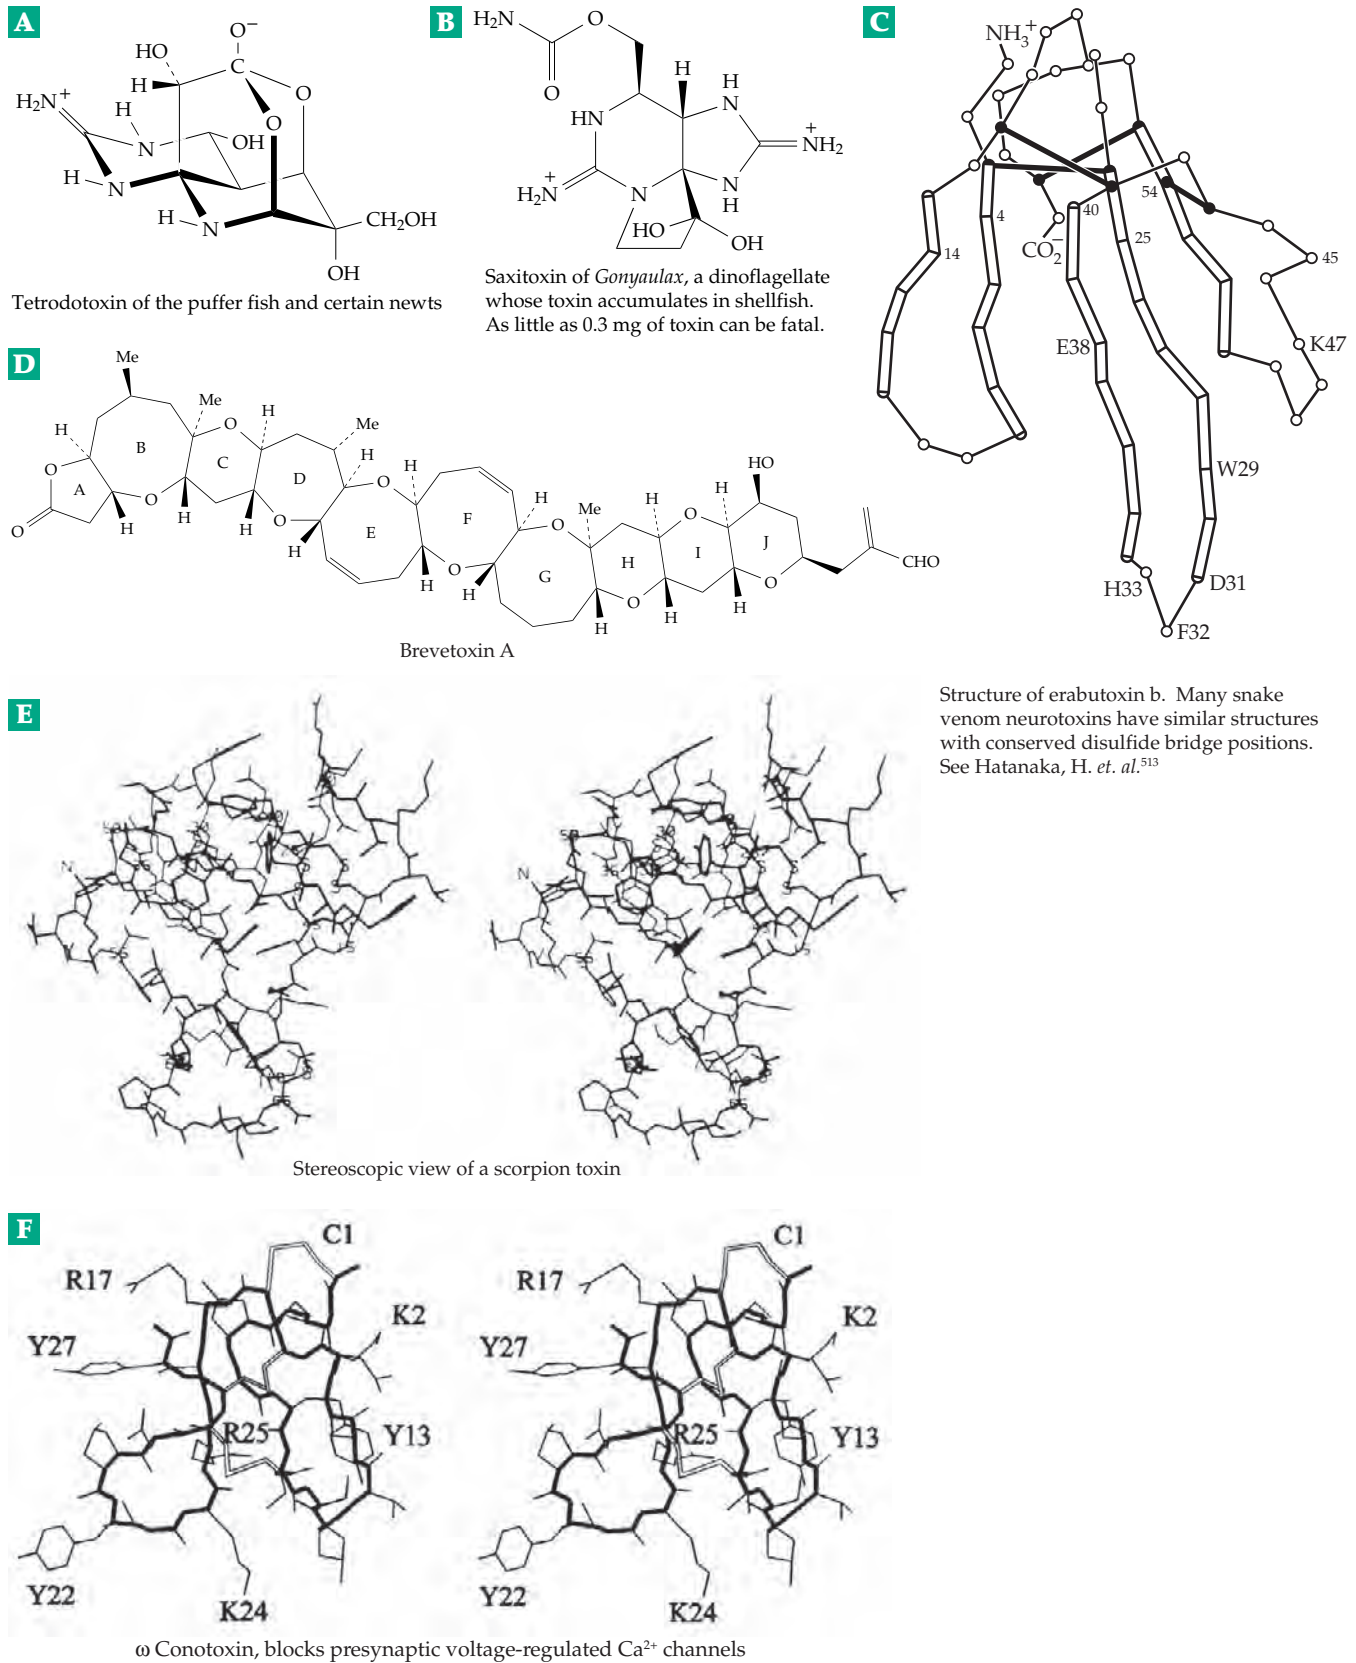 A
HO
O−
C
H
O
O
H2N+
H
N
OH
H
N
H
N
CH2OH
OH
Tetrodotoxin of the puffer fish and certain newts
B
H2N
O
O
H
H
N
HN
+
NH2
+
H2N
N
N
H
HO
OH
Saxitoxin of Gonyaulax, a dinoflagellate
whose toxin accumulates in shellfish.
As little as 0.3 mg of toxin can be fatal.
C
NH3+
14
4
CO2−
40
25
54
45
E38
K47
W29
H33
D31
F32
Structure of erabutoxin b. Many snake
venom neurotoxins have similar structures
with conserved disulfide bridge positions.
See Hatanaka, H. et. al.513
D
Me
H
O
O
A
B
H
O
Me
O
H
C
H
H
D
Me
H
O
H
O
H
E
F
H
O
H
H
O
G
Me
H
H
O
H
O
H
I
H
HO
J
O
H
CHO
Brevetoxin A
E
N
N
Stereoscopic view of a scorpion toxin
F
C1
R17
K2
Y27
R25
Y13
Y22
K24
C1
R17
K2
Y27
R25
Y13
Y22
K24
ω Conotoxin, blocks presynaptic voltage-regulated Ca2+ channels